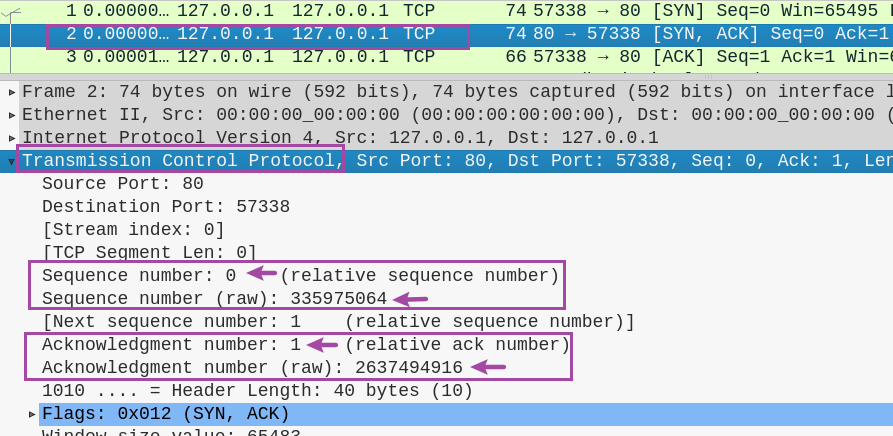 1 0.00000… 127.0.0.1 127.0.0.1 TCP 74 57338 → 80 [SYN] Seq=0 Win=65495
2 0.00000… 127.0.0.1 127.0.0.1 TCP 74 80 → 57338 [SYN, ACK] Seq=0 Ack=1
3 0.00001… 127.0.0.1 127.0.0.1 TCP 66 57338 → 80 [ACK] Seq=1 Ack=1
Frame 2: 74 bytes on wire (592 bits), 74 bytes captured (592 bits) on interface
Ethernet II, Src: 00:00:00_00:00:00 (00:00:00:00:00:00), Dst: 00:00:00_00:00:00 (
Internet Protocol Version 4, Src: 127.0.0.1, Dst: 127.0.0.1
Transmission Control Protocol, Src Port: 80, Dst Port: 57338, Seq: 0, Ack: 1, Len
Source Port: 80
Destination Port: 57338
[Stream index: 0]
[TCP Segment Len: 0]
Sequence number: 0 (relative sequence number)
Sequence number (raw): 335975064
[Next sequence number: 1 (relative sequence number)]
Acknowledgment number: 1 (relative ack number)
Acknowledgment number (raw): 2637494916
1010 .... = Header Length: 40 bytes (10)
Flags: 0x012 (SYN, ACK)
Window size value: 65483